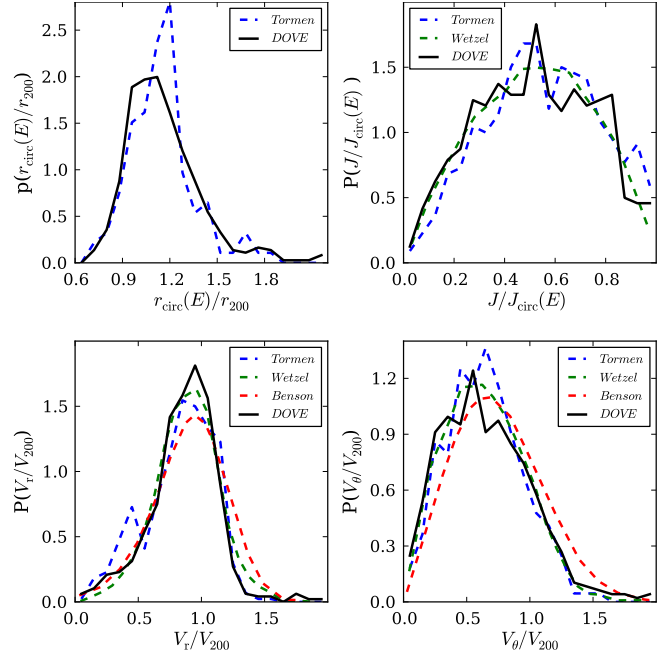 Tormen
DOVE
p(r_circ(E)/r_200)
2.5
2.0
1.5
1.0
0.5
0.0
0.6 0.9 1.2 1.5 1.8
r_circ(E)/r_200
Tormen
Wetzel
DOVE
P(J/J_circ(E))
1.5
1.0
0.5
0.0
0.0 0.2 0.4 0.6 0.8
J/J_circ(E)
Tormen
Wetzel
Benson
DOVE
P(V_r/V_200)
1.5
1.0
0.5
0.0
0.0 0.5 1.0 1.5
V_r/V_200
Tormen
Wetzel
Benson
DOVE
P(V_θ/V_200)
1.2
0.9
0.6
0.3
0.0
0.0 0.5 1.0 1.5
V_θ/V_200